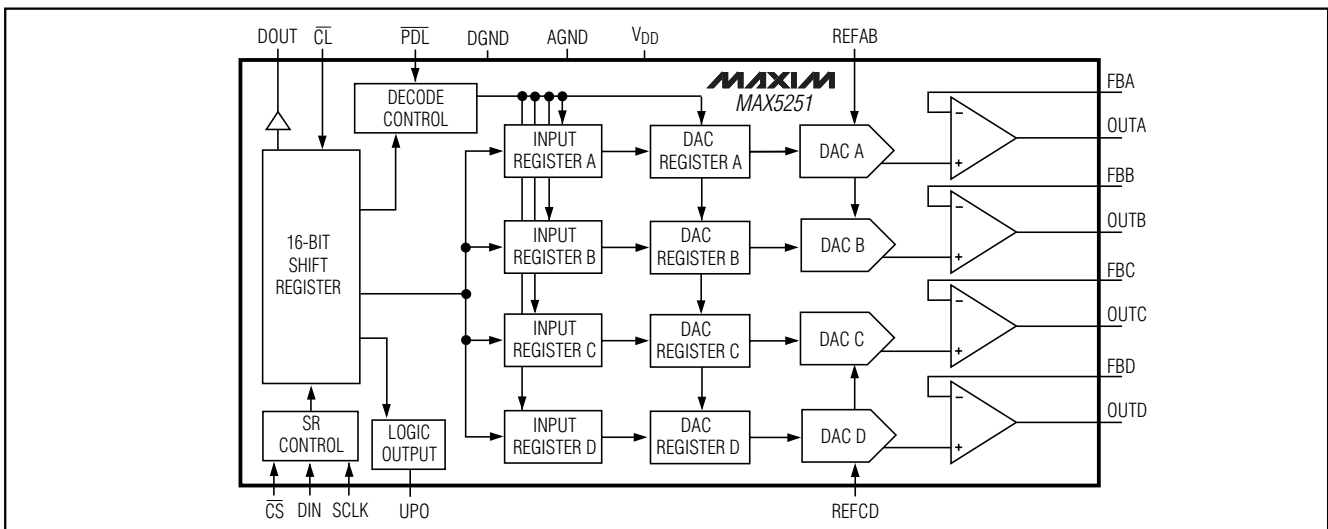 DOUT
CL
PDL
DGND
AGND
VDD
REFAB
MAXIM
MAX5251
FBA
DECODE
CONTROL
OUTA
INPUT
REGISTER A
DAC
REGISTER A
DAC A
-
+
FBB
16-BIT
SHIFT
REGISTER
INPUT
REGISTER B
DAC
REGISTER B
DAC B
-
+
OUTB
FBC
INPUT
REGISTER C
DAC
REGISTER C
DAC C
-
+
OUTC
FBD
SR
CONTROL
LOGIC
OUTPUT
INPUT
REGISTER D
DAC
REGISTER D
DAC D
-
+
OUTD
CS
DIN
SCLK
UPO
REFCD